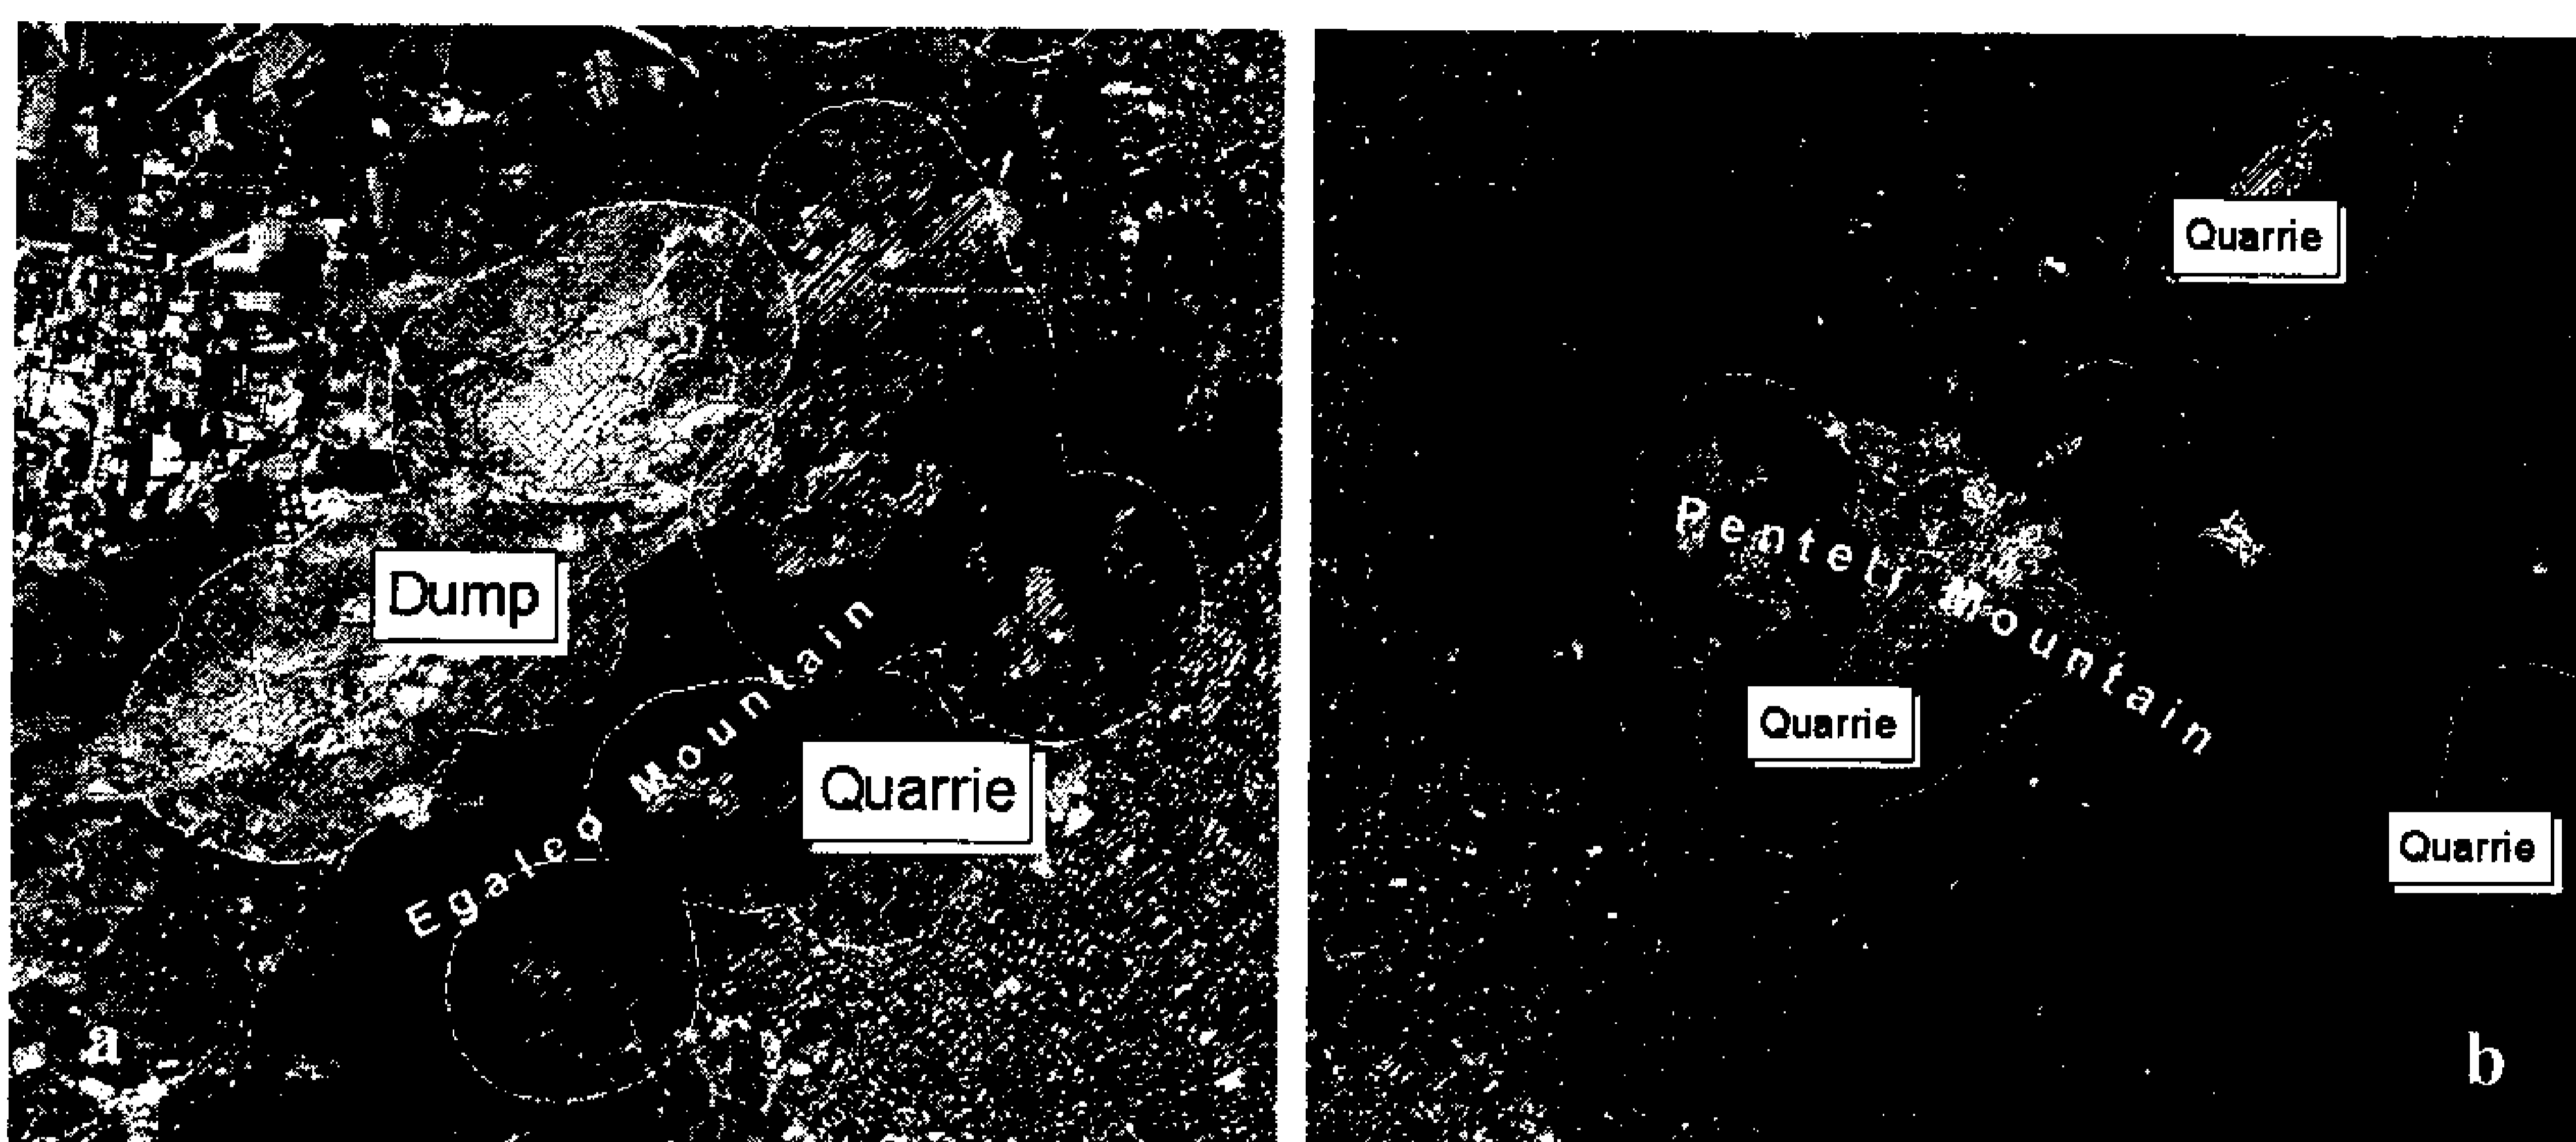 Dump
Egaleo Mountain
Quarrie
a
Quarrie
Penteli Mountain
Quarrie
Quarrie
b